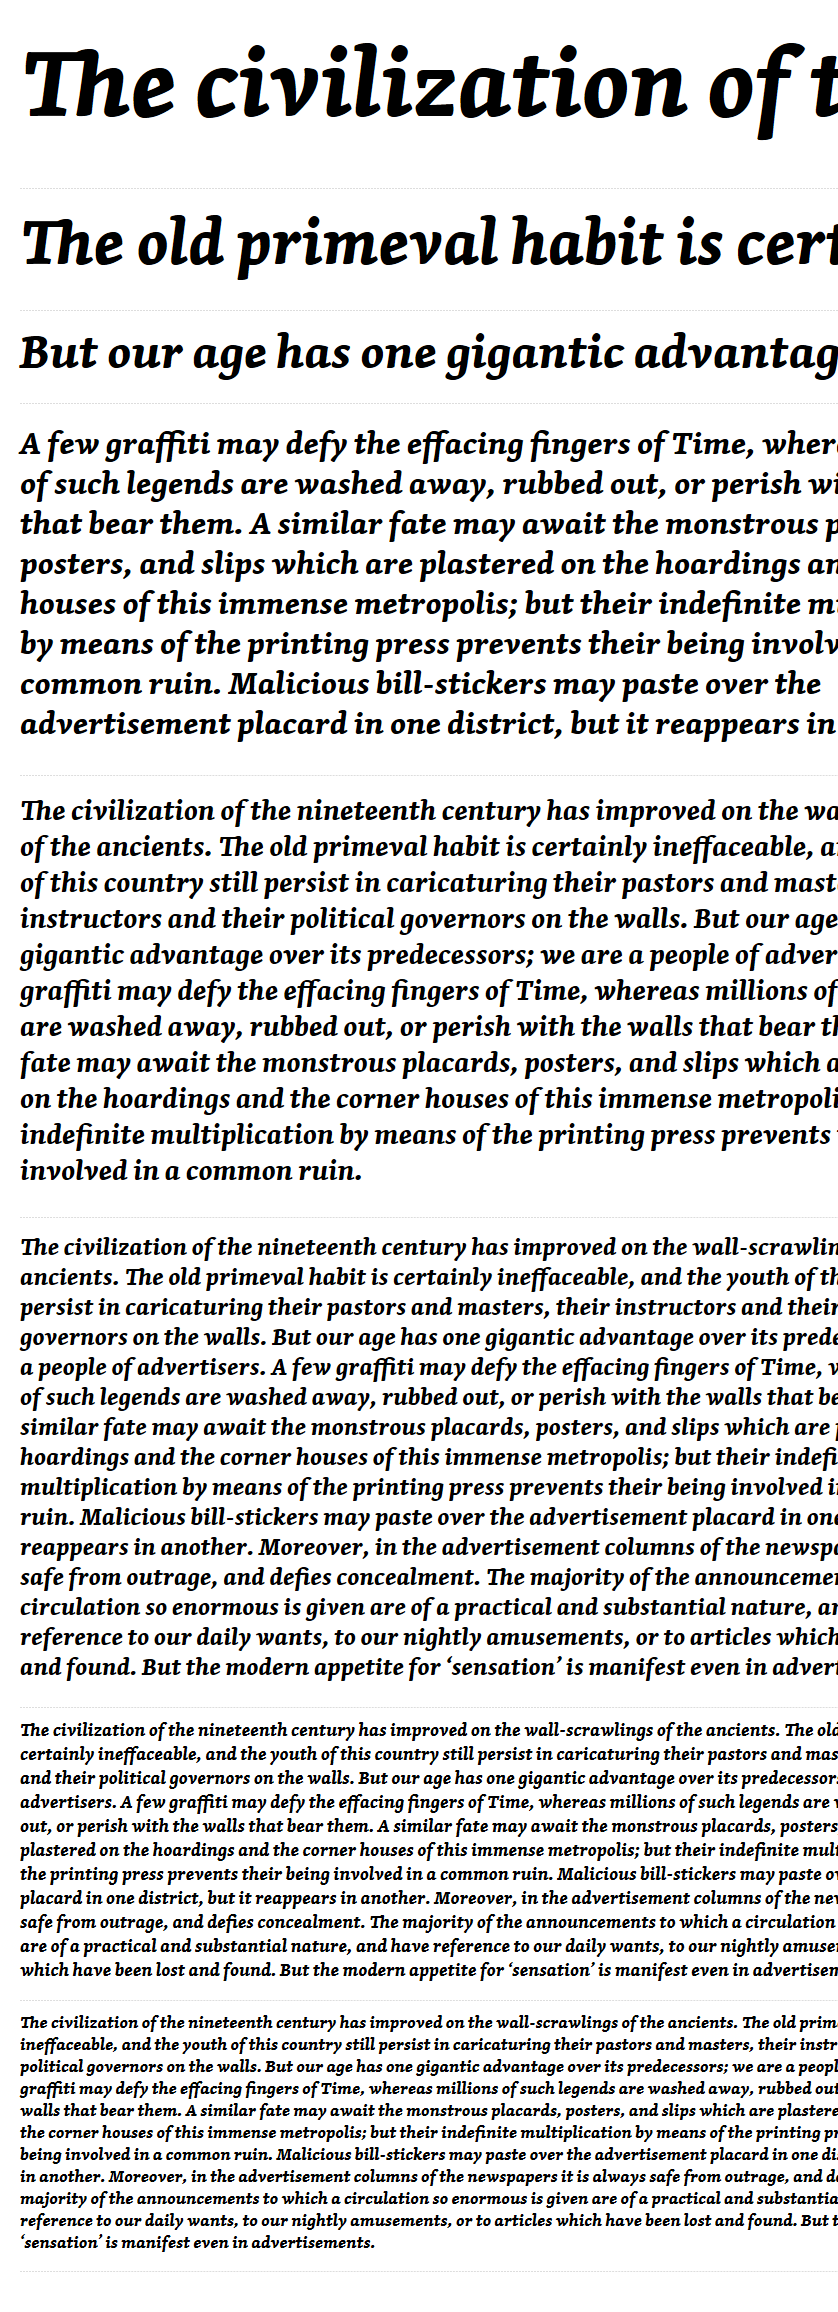 The civilization of t
The old primeval habit is cert
But our age has one gigantic advantag
A few graffiti may defy the effacing fingers of Time, wher
of such legends are washed away, rubbed out, or perish wi
that bear them. A similar fate may await the monstrous p
posters, and slips which are plastered on the hoardings an
houses of this immense metropolis; but their indefinite m
by means of the printing press prevents their being involv
common ruin. Malicious bill-stickers may paste over the
advertisement placard in one district, but it reappears in
The civilization of the nineteenth century has improved on the wa
of the ancients. The old primeval habit is certainly ineffaceable, a
of this country still persist in caricaturing their pastors and mast
instructors and their political governors on the walls. But our age
gigantic advantage over its predecessors; we are a people of adver
graffiti may defy the effacing fingers of Time, whereas millions of
are washed away, rubbed out, or perish with the walls that bear th
fate may await the monstrous placards, posters, and slips which a
on the hoardings and the corner houses of this immense metropoli
indefinite multiplication by means of the printing press prevents
involved in a common ruin.
The civilization of the nineteenth century has improved on the wall-scrawlin
ancients. The old primeval habit is certainly ineffaceable, and the youth of th
persist in caricaturing their pastors and masters, their instructors and their
governors on the walls. But our age has one gigantic advantage over its prede
a people of advertisers. A few graffiti may defy the effacing fingers of Time, w
of such legends are washed away, rubbed out, or perish with the walls that be
similar fate may await the monstrous placards, posters, and slips which are p
hoardings and the corner houses of this immense metropolis; but their indefi
multiplication by means of the printing press prevents their being involved i
ruin. Malicious bill-stickers may paste over the advertisement placard in one
reappears in another. Moreover, in the advertisement columns of the newspa
safe from outrage, and defies concealment. The majority of the announcemen
circulation so enormous is given are of a practical and substantial nature, an
reference to our daily wants, to our nightly amusements, or to articles which
and found. But the modern appetite for ‘sensation’ is manifest even in advert
The civilization of the nineteenth century has improved on the wall-scrawlings of the ancients. The old
certainly ineffaceable, and the youth of this country still persist in caricaturing their pastors and mas
and their political governors on the walls. But our age has one gigantic advantage over its predecessor
advertisers. A few graffiti may defy the effacing fingers of Time, whereas millions of such legends are w
out, or perish with the walls that bear them. A similar fate may await the monstrous placards, posters
plastered on the hoardings and the corner houses of this immense metropolis; but their indefinite mult
the printing press prevents their being involved in a common ruin. Malicious bill-stickers may paste ov
placard in one district, but it reappears in another. Moreover, in the advertisement columns of the new
safe from outrage, and defies concealment. The majority of the announcements to which a circulation
are of a practical and substantial nature, and have reference to our daily wants, to our nightly amuse
which have been lost and found. But the modern appetite for ‘sensation’ is manifest even in advertisem
The civilization of the nineteenth century has improved on the wall-scrawlings of the ancients. The old prim
ineffaceable, and the youth of this country still persist in caricaturing their pastors and masters, their instr
political governors on the walls. But our age has one gigantic advantage over its predecessors; we are a peopl
graffiti may defy the effacing fingers of Time, whereas millions of such legends are washed away, rubbed out
walls that bear them. A similar fate may await the monstrous placards, posters, and slips which are plastere
the corner houses of this immense metropolis; but their indefinite multiplication by means of the printing pr
being involved in a common ruin. Malicious bill-stickers may paste over the advertisement placard in one di
in another. Moreover, in the advertisement columns of the newspapers it is always safe from outrage, and d
majority of the announcements to which a circulation so enormous is given are of a practical and substantia
reference to our daily wants, to our nightly amusements, or to articles which have been lost and found. But t
‘sensation’ is manifest even in advertisements.